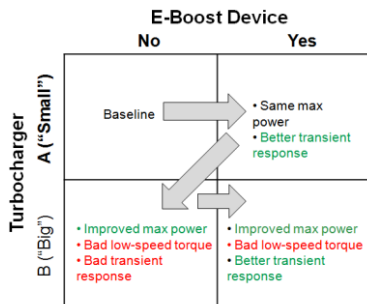 E-Boost Device
No
Yes
Turbocharger
A ("Small")
Baseline
• Same max
power
• Better transient
response
B ("Big")
• Improved max power
• Bad low-speed torque
• Bad transient
response
• Improved max power
• Bad low-speed torque
• Better transient
response